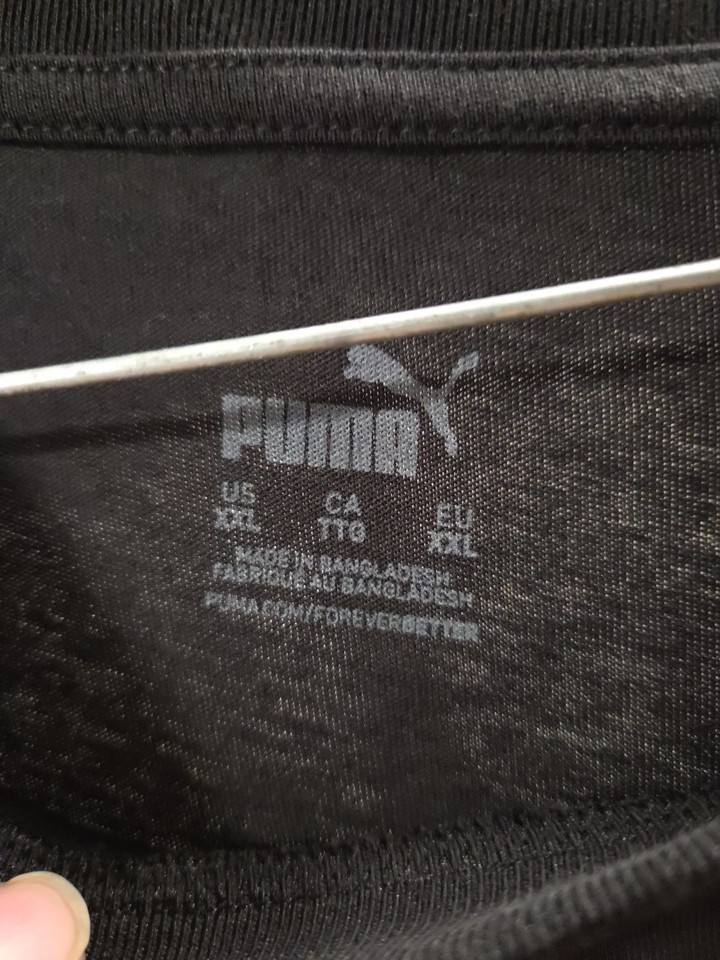 PUMA
US CA EU
XXL TTG XXL
MADE IN BANGLADESH
FABRIQUÉ AU BANGLADESH
PUMA.COM/FOREVERBETTER